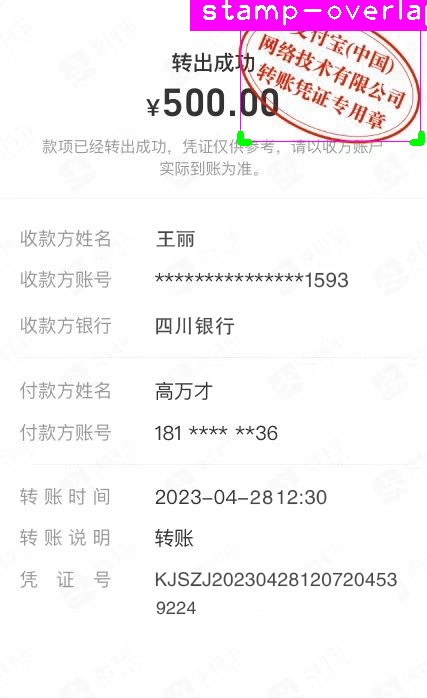 stamp-overlap
转出成功
支付宝(中国)
网络技术有限公司
转账凭证专用章
¥500.00
款项已经转出成功，凭证仅供参考，请以收方账户
实际到账为准。
收款方姓名 王丽
收款方账号 ***************1593
收款方银行 四川银行
付款方姓名 高万才
付款方账号 181 **** **36
转账时间 2023-04-28 12:30
转账说明 转账
凭证号 KJSZJ20230428120720453
9224